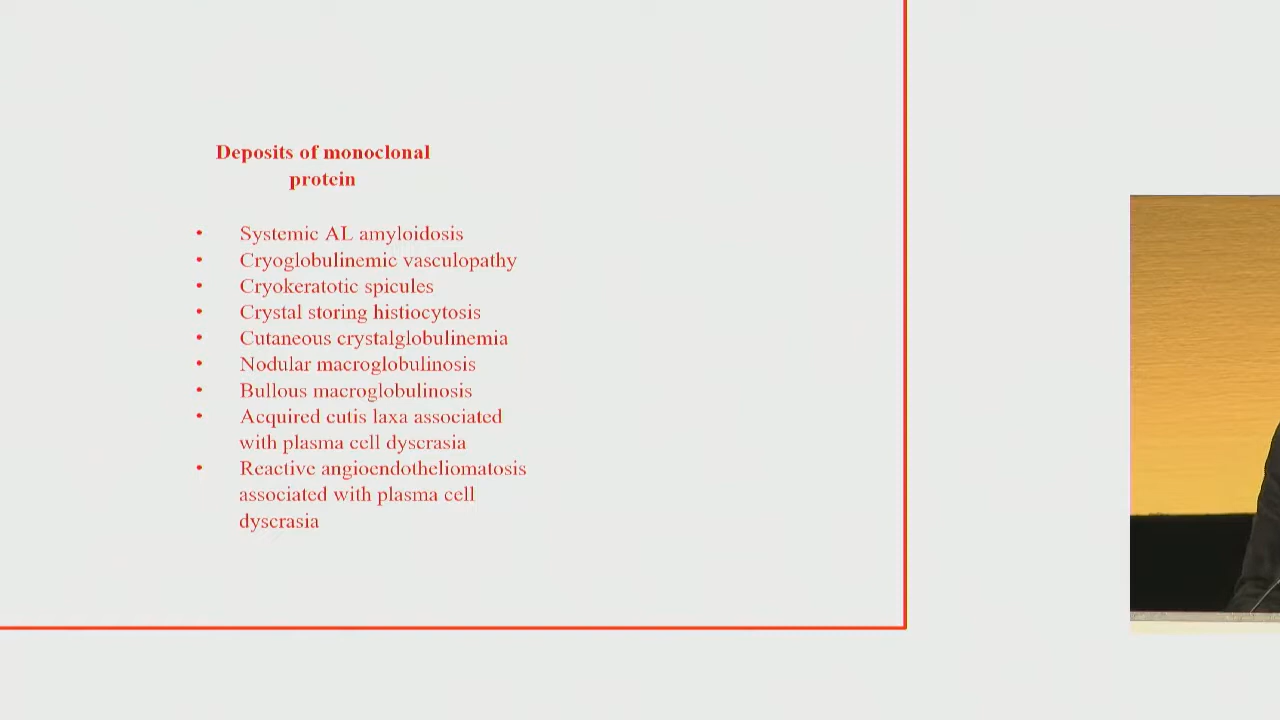 Deposits of monoclonal
protein
• Systemic AL amyloidosis
• Cryoglobulinemic vasculopathy
• Cryokeratotic spicules
• Crystal storing histiocytosis
• Cutaneous crystalglobulinemia
• Nodular macroglobulinosis
• Bullous macroglobulinosis
• Acquired cutis laxa associated
with plasma cell dyscrasia
• Reactive angioendotheliomatosis
associated with plasma cell
dyscrasia